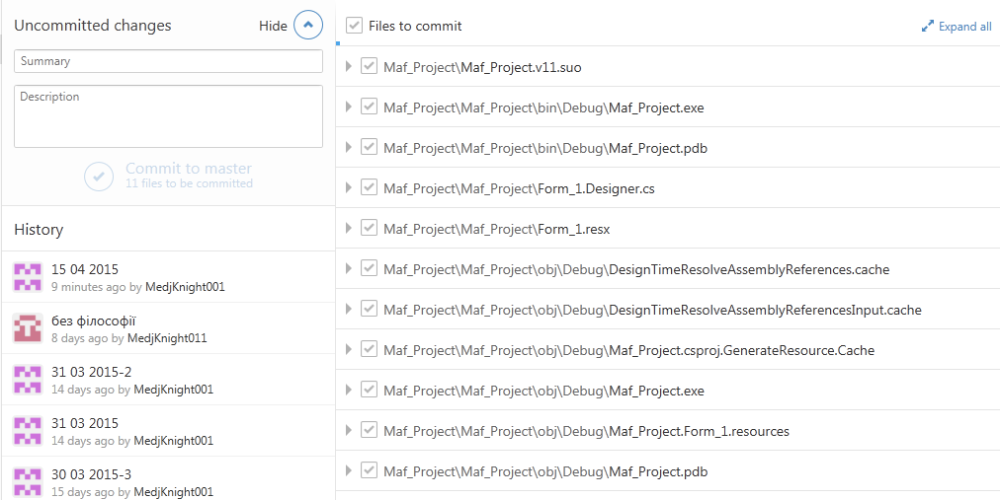 Uncommitted changes
Hide
Summary
Description
Commit to master
11 files to be committed
History
15 04 2015
9 minutes ago by MedjKnight001
без філософії
8 days ago by MedjKnight011
31 03 2015-2
14 days ago by MedjKnight001
31 03 2015
14 days ago by MedjKnight001
30 03 2015-3
15 days ago by MedjKnight001
Files to commit
Expand all
Maf_Project\Maf_Project.v11.suo
Maf_Project\Maf_Project\bin\Debug\Maf_Project.exe
Maf_Project\Maf_Project\bin\Debug\Maf_Project.pdb
Maf_Project\Maf_Project\Form_1.Designer.cs
Maf_Project\Maf_Project\Form_1.resx
Maf_Project\Maf_Project\obj\Debug\DesignTimeResolveAssemblyReferences.cache
Maf_Project\Maf_Project\obj\Debug\DesignTimeResolveAssemblyReferencesInput.cache
Maf_Project\Maf_Project\obj\Debug\Maf_Project.csproj.GenerateResource.Cache
Maf_Project\Maf_Project\obj\Debug\Maf_Project.exe
Maf_Project\Maf_Project\obj\Debug\Maf_Project.Form_1.resources
Maf_Project\Maf_Project\obj\Debug\Maf_Project.pdb